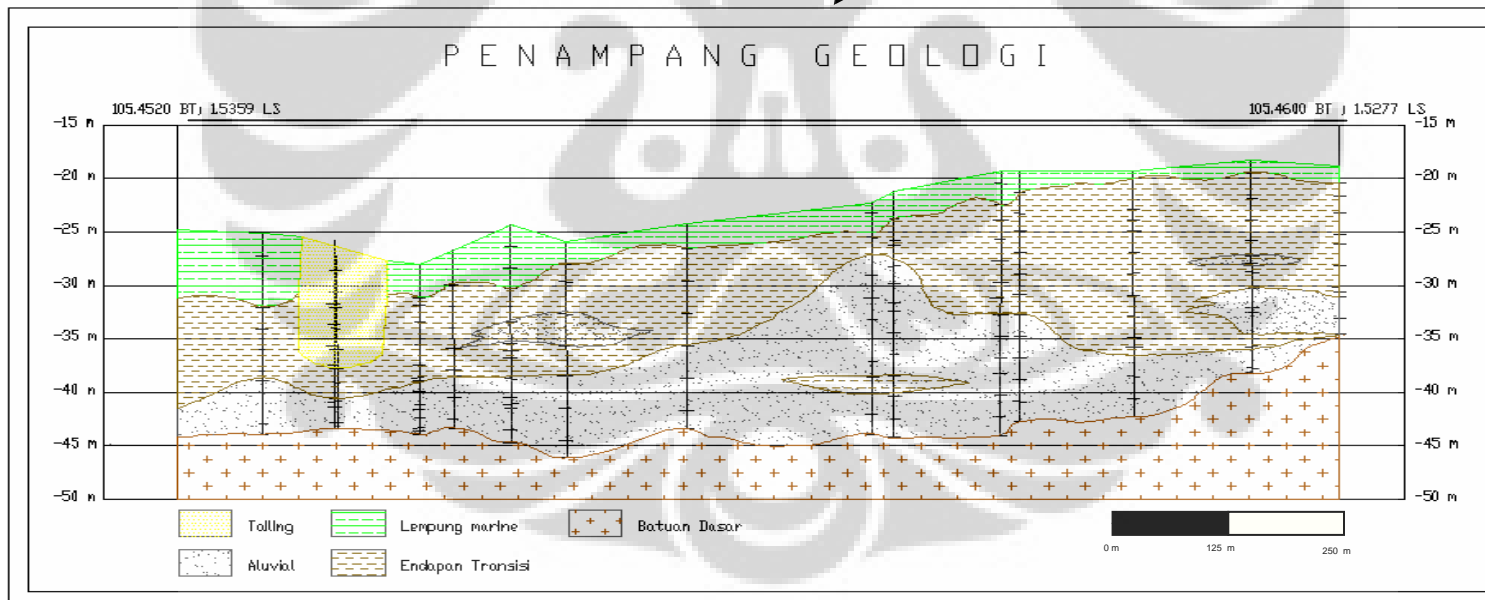 PENAMPANG GEOLOGI
105.4520 BT; 1.5359 LS
105.4600 BT ; 1.5277 LS
-15 m
-15 m
-20 m
-20 m
-25 m
-25 m
-30 m
-30 m
-35 m
-35 m
-40 m
-40 m
-45 m
-45 m
-50 m
-50 m
Tailing
Lempung marine
Batuan Dasar
Aluvial
Endapan Transisi
0 m
125 m
250 m